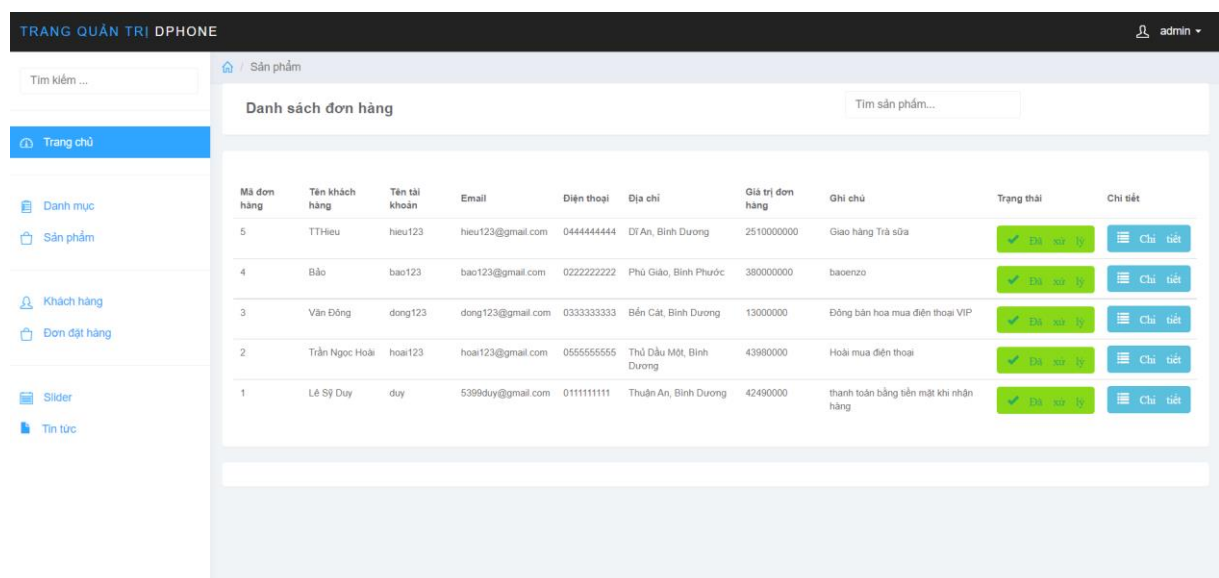 TRANG QUẢN TRỊ DPHONE
admin
Tìm kiếm ...
Sản phẩm
Danh sách đơn hàng
Tìm sản phẩm...
Trang chủ
Danh mục
Sản phẩm
Khách hàng
Đơn đặt hàng
Slider
Tin tức
Mã đơn hàng Tên khách hàng Tên tài khoản Email Điện thoại Địa chỉ Giá trị đơn hàng Ghi chú Trạng thái Chi tiết
5 TTHieu hieu123 hieu123@gmail.com 0444444444 Dĩ An, Bình Dương 2510000000 Giao hàng Trà sữa Đã xử lý Chi tiết
4 Bảo bao123 bao123@gmail.com 0222222222 Phú Giáo, Bình Phước 380000000 baoenzo Đã xử lý Chi tiết
3 Văn Đông dong123 dong123@gmail.com 0333333333 Bến Cát, Bình Dương 13000000 Đông bán hoa mua điện thoại VIP Đã xử lý Chi tiết
2 Trần Ngọc Hoài hoai123 hoai123@gmail.com 0555555555 Thủ Dầu Một, Bình Dương 43980000 Hoài mua điện thoại Đã xử lý Chi tiết
1 Lê Sỹ Duy duy 5399duy@gmail.com 0111111111 Thuận An, Bình Dương 42490000 thanh toán bằng tiền mặt khi nhận hàng Đã xử lý Chi tiết